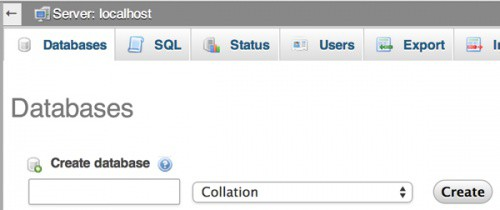 Server: localhost
Databases SQL Status Users Export
Databases
Create database
Collation Create